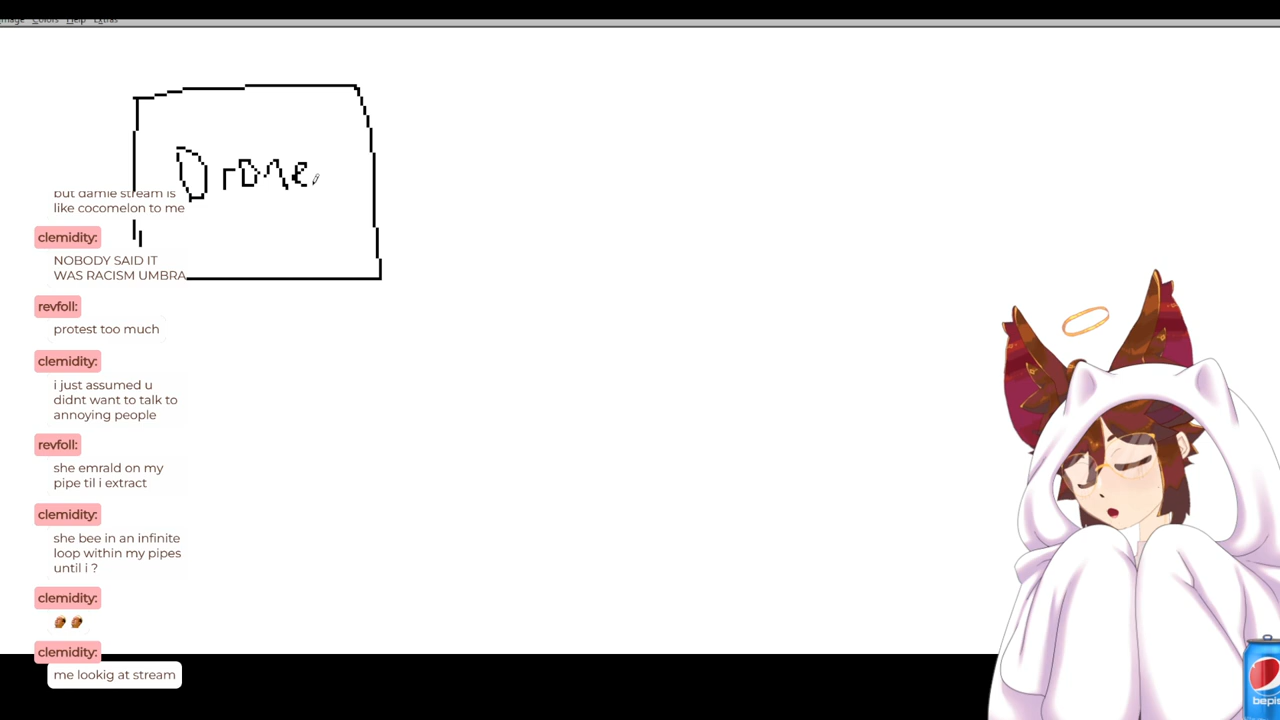 Image Colors Help Extras
Drone
but damie stream is
like cocomelon to me
clemidity:
NOBODY SAID IT
WAS RACISM UMBRA
revfoll:
protest too much
clemidity:
i just assumed u
didnt want to talk to
annoying people
revfoll:
she emrald on my
pipe til i extract
clemidity:
she bee in an infinite
loop within my pipes
until i ?
clemidity:
clemidity:
me lookig at stream
bepis